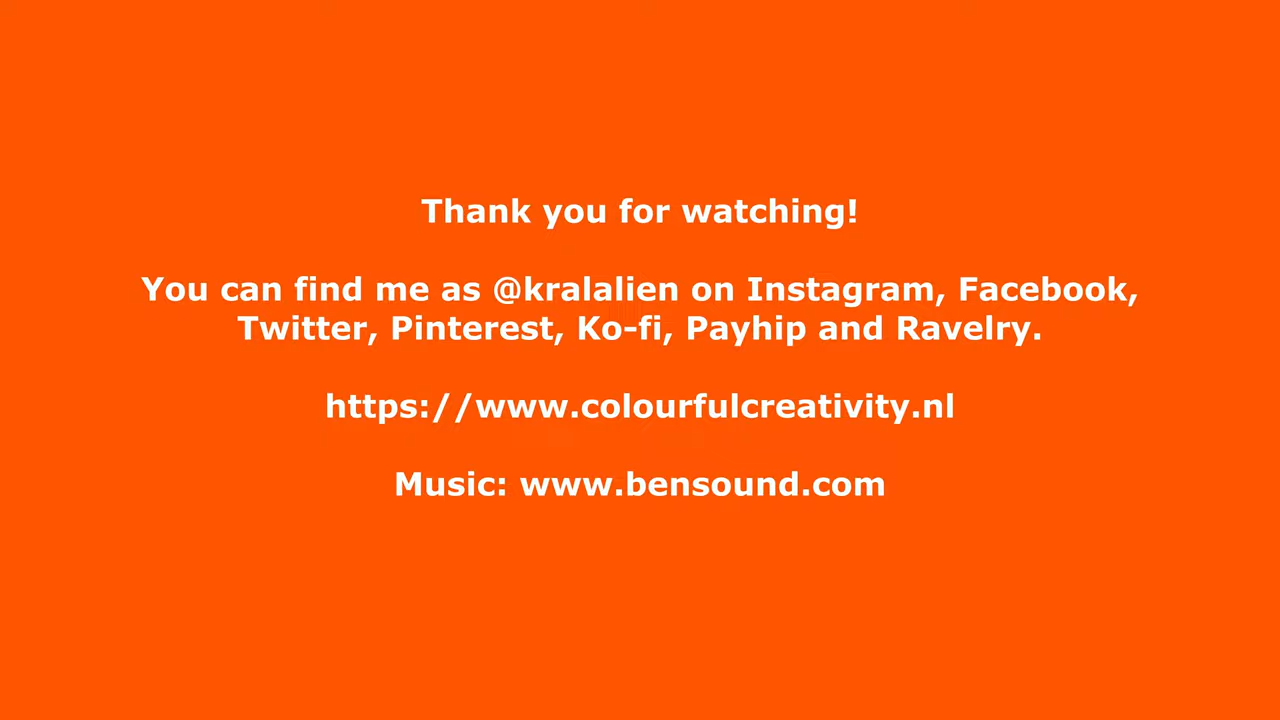 Thank you for watching!
You can find me as @kralalien on Instagram, Facebook,
Twitter, Pinterest, Ko-fi, Payhip and Ravelry.
https://www.colourfulcreativity.nl
Music: www.bensound.com